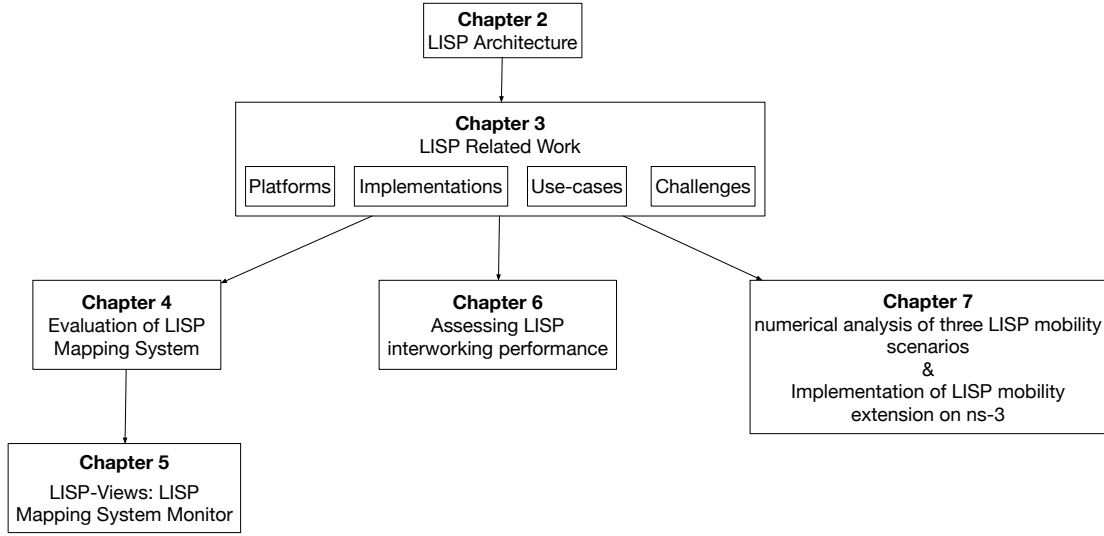 Chapter 2
LISP Architecture
Chapter 3
LISP Related Work
Platforms
Implementations
Use-cases
Challenges
Chapter 4
Evaluation of LISP
Mapping System
Chapter 6
Assessing LISP
interworking performance
Chapter 7
numerical analysis of three LISP mobility
scenarios
&
Implementation of LISP mobility
extension on ns-3
Chapter 5
LISP-Views: LISP
Mapping System Monitor